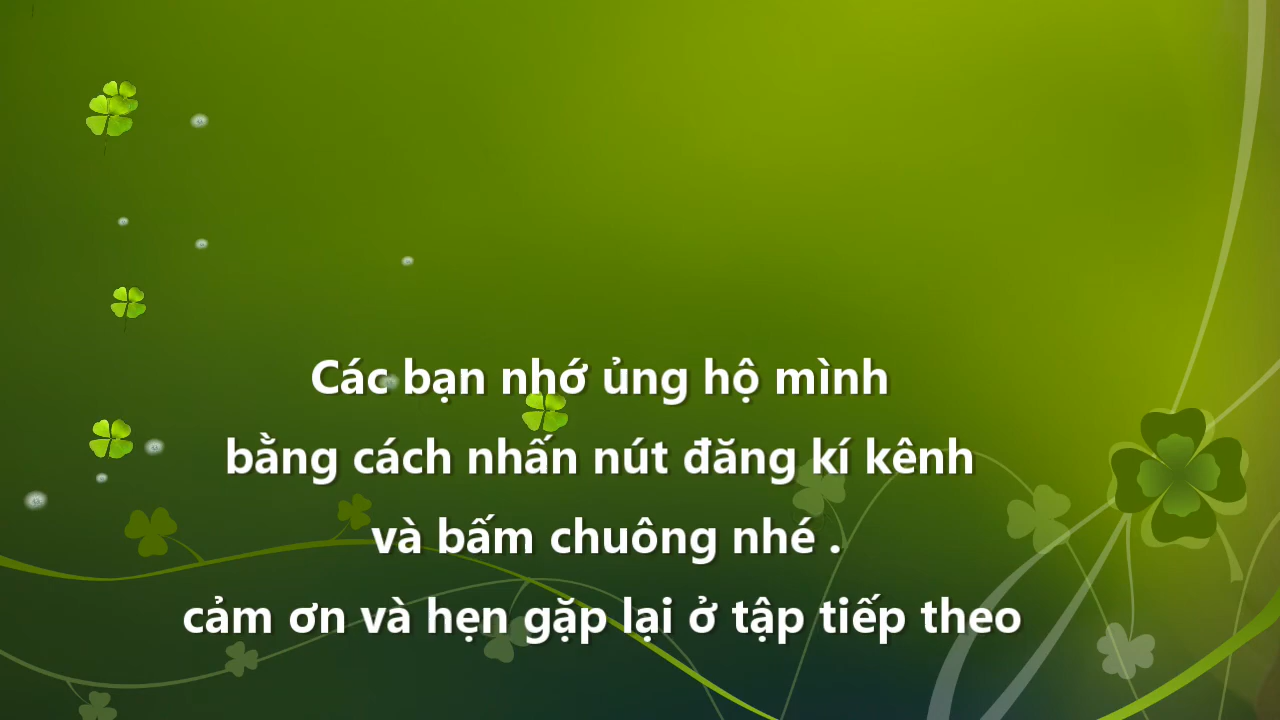 Các bạn nhớ ủng hộ mình
bằng cách nhấn nút đăng kí kênh
và bấm chuông nhé .
cảm ơn và hẹn gặp lại ở tập tiếp theo